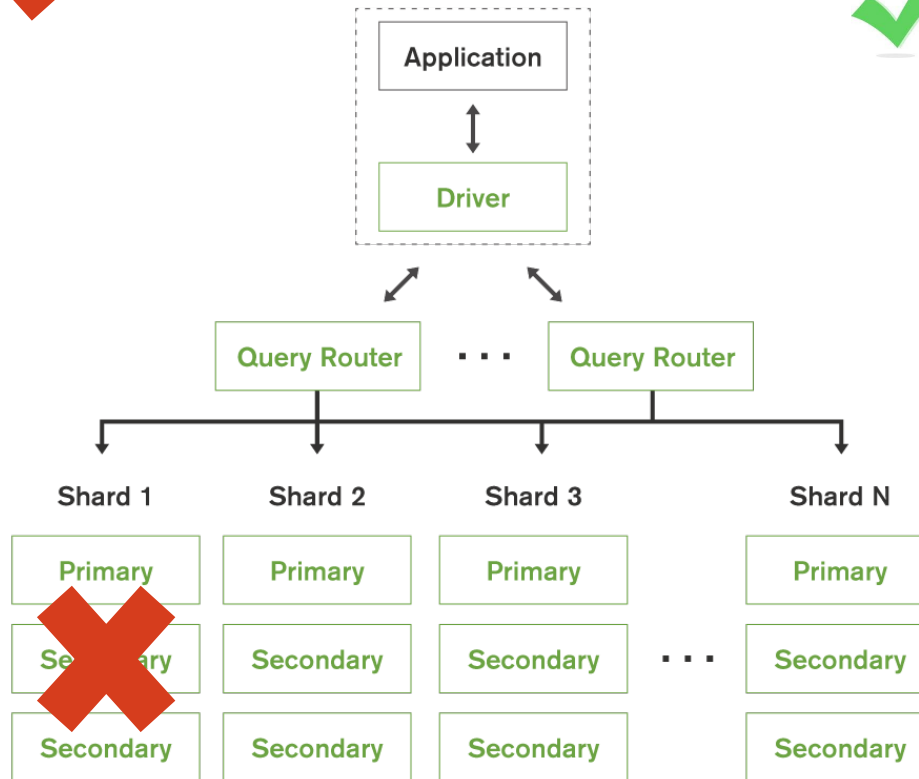 Application
Driver
Query Router ... Query Router
Shard 1 Shard 2 Shard 3 Shard N
Primary Primary Primary Primary
Secondary Secondary ... Secondary
Secondary Secondary Secondary Secondary